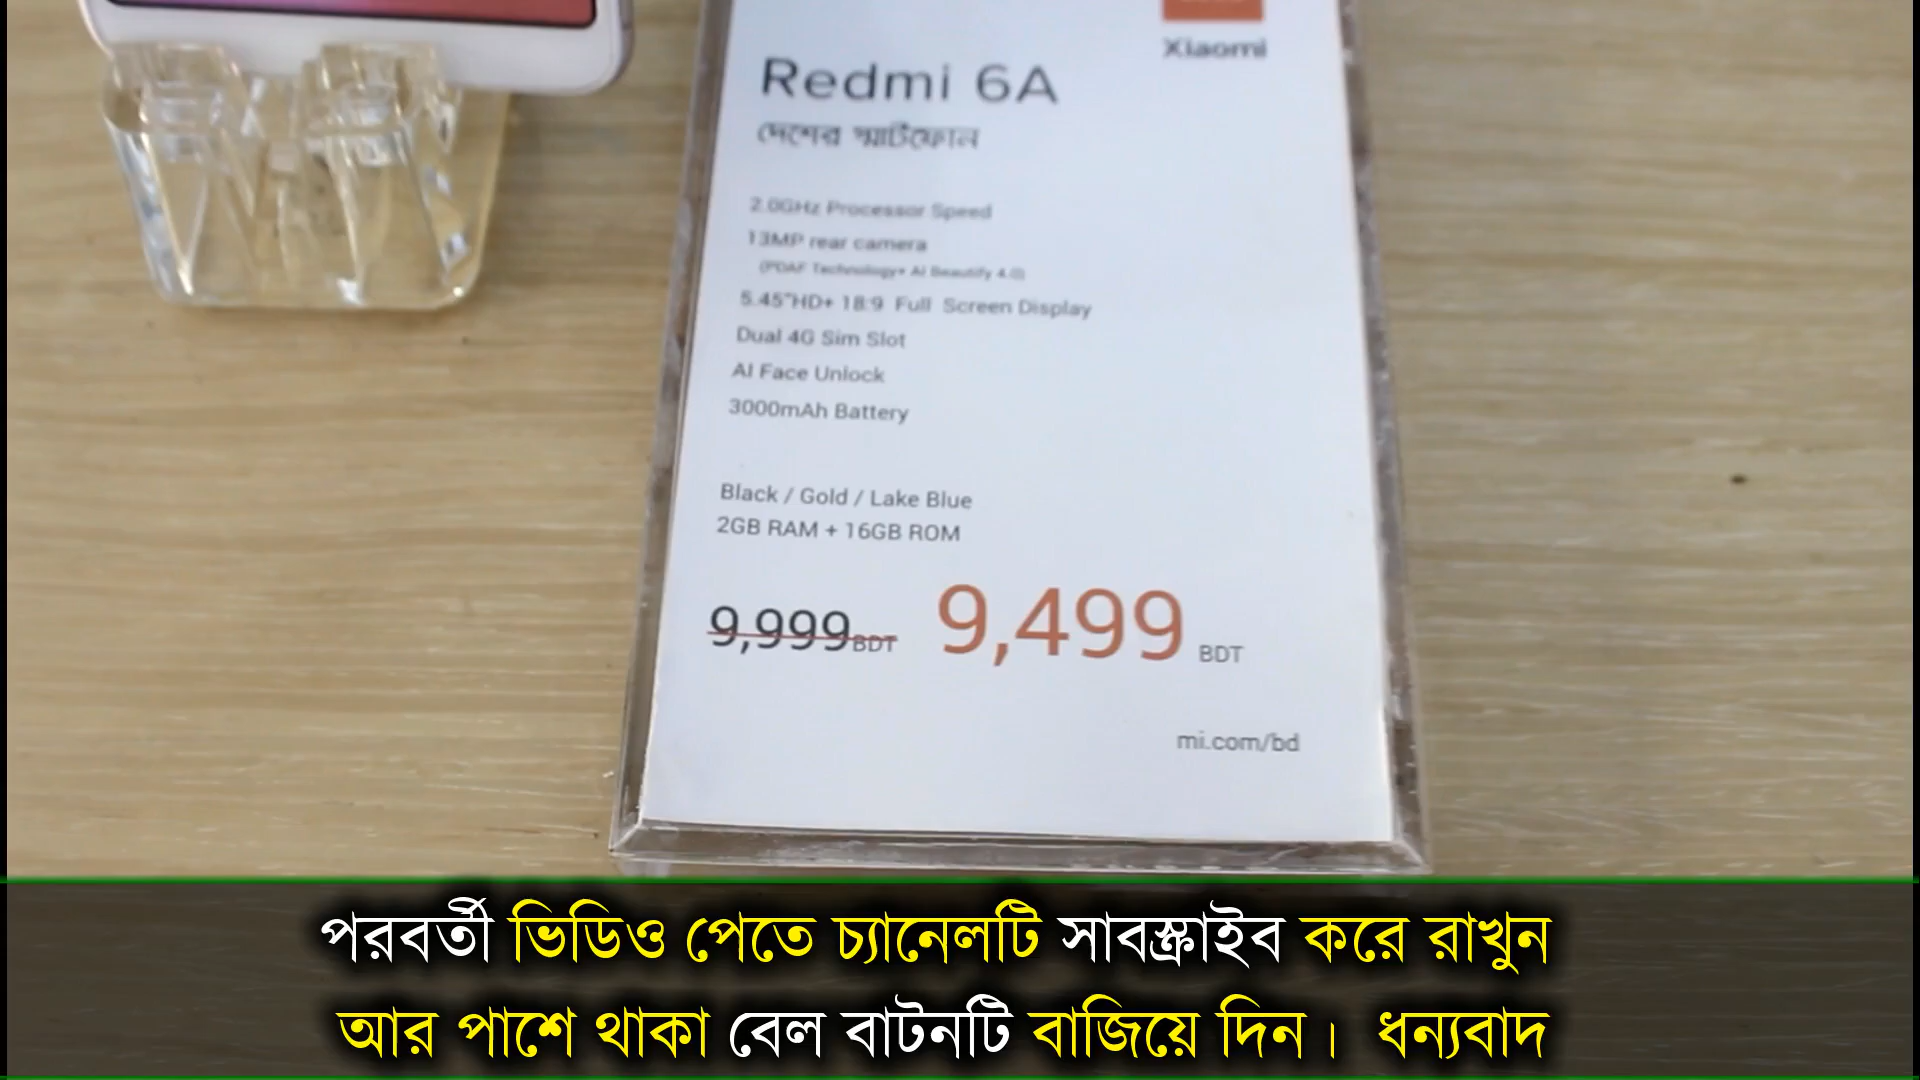 Xiaomi
Redmi 6A
দেশের স্মার্টফোন
2.0GHz Processor Speed
13MP rear camera
(PDAF Technology+ AI Beautify 4.0)
5.45"HD+ 18:9 Full Screen Display
Dual 4G Sim Slot
AI Face Unlock
3000mAh Battery
Black / Gold / Lake Blue
2GB RAM + 16GB ROM
9,999BDT 9,499 BDT
mi.com/bd
পরবর্তী ভিডিও পেতে চ্যানেলটি সাবস্ক্রাইব করে রাখুন
আর পাশে থাকা বেল বাটনটি বাজিয়ে দিন। ধন্যবাদ